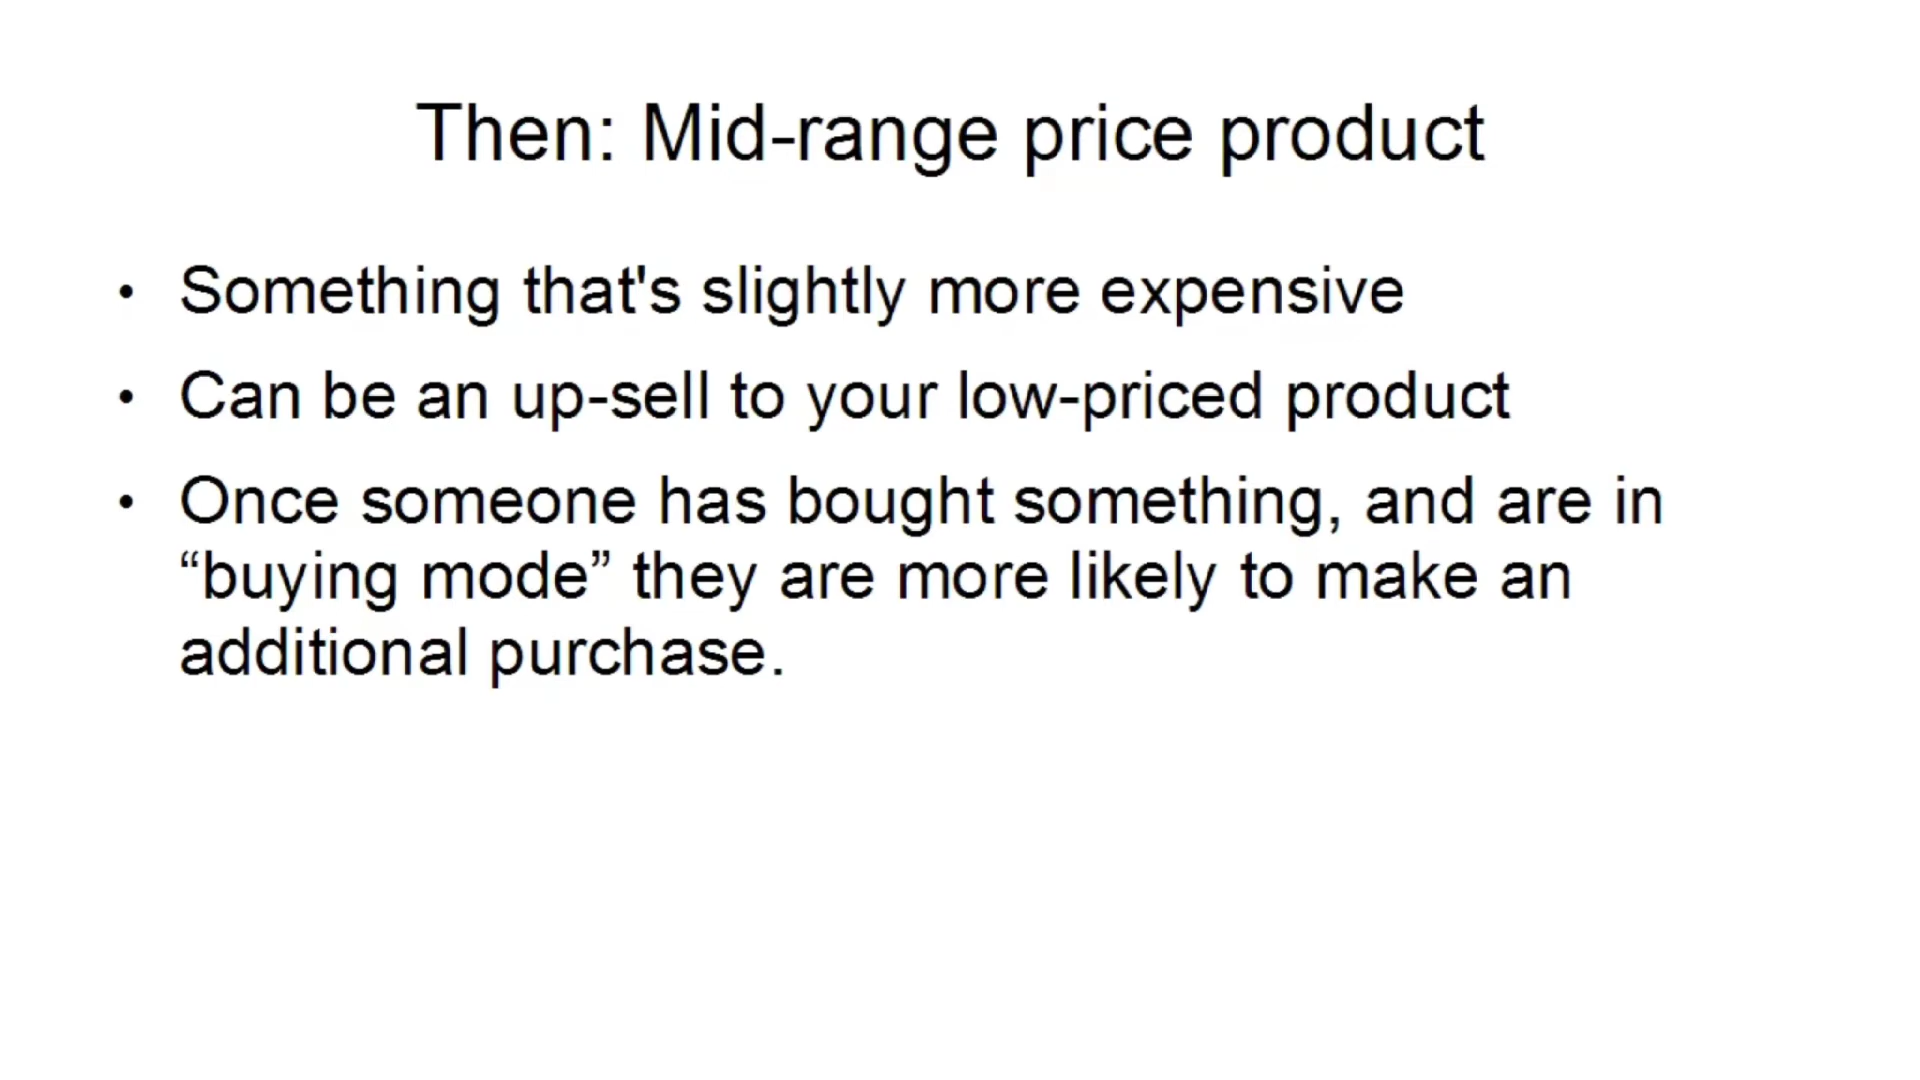 Then: Mid-range price product
• Something that's slightly more expensive
• Can be an up-sell to your low-priced product
• Once someone has bought something, and are in
“buying mode” they are more likely to make an
additional purchase.